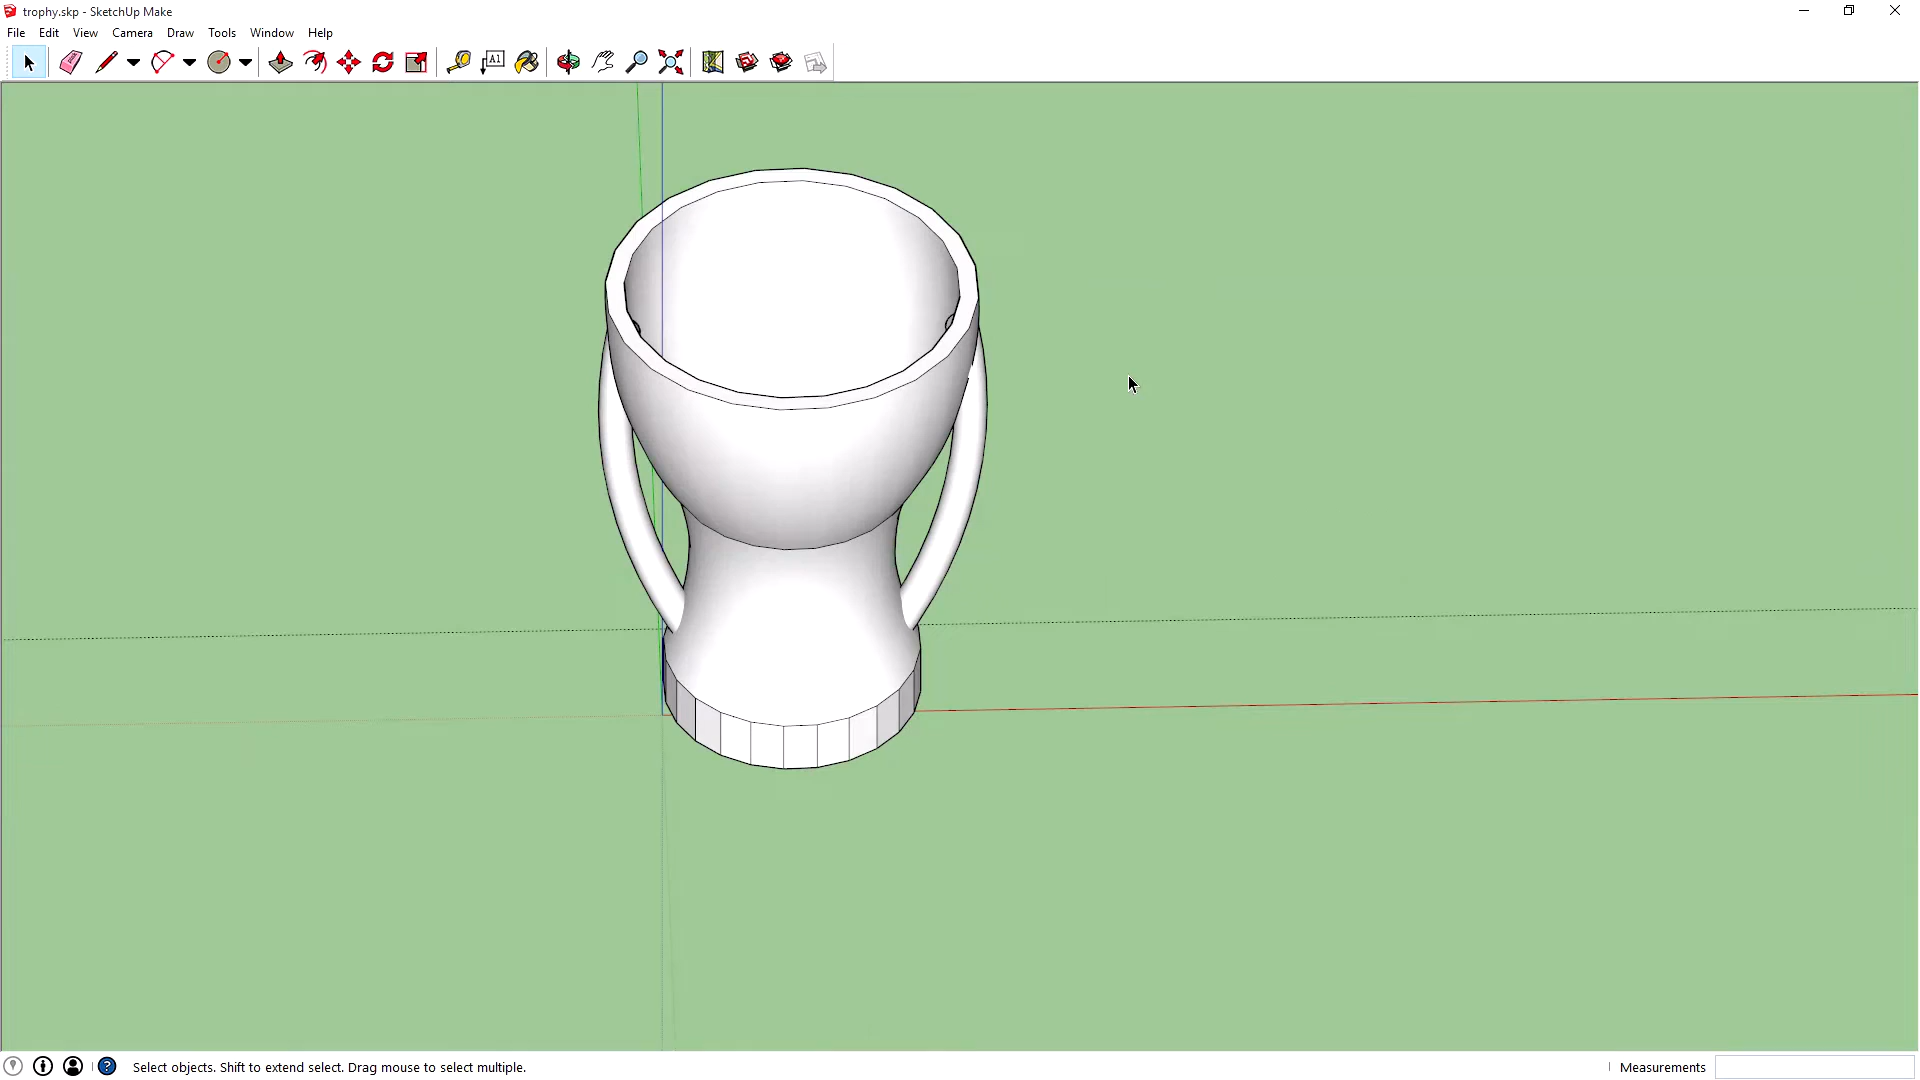 trophy.skp - SketchUp Make
File Edit View Camera Draw Tools Window Help
A1
? Select objects. Shift to extend select. Drag mouse to select multiple. Measurements